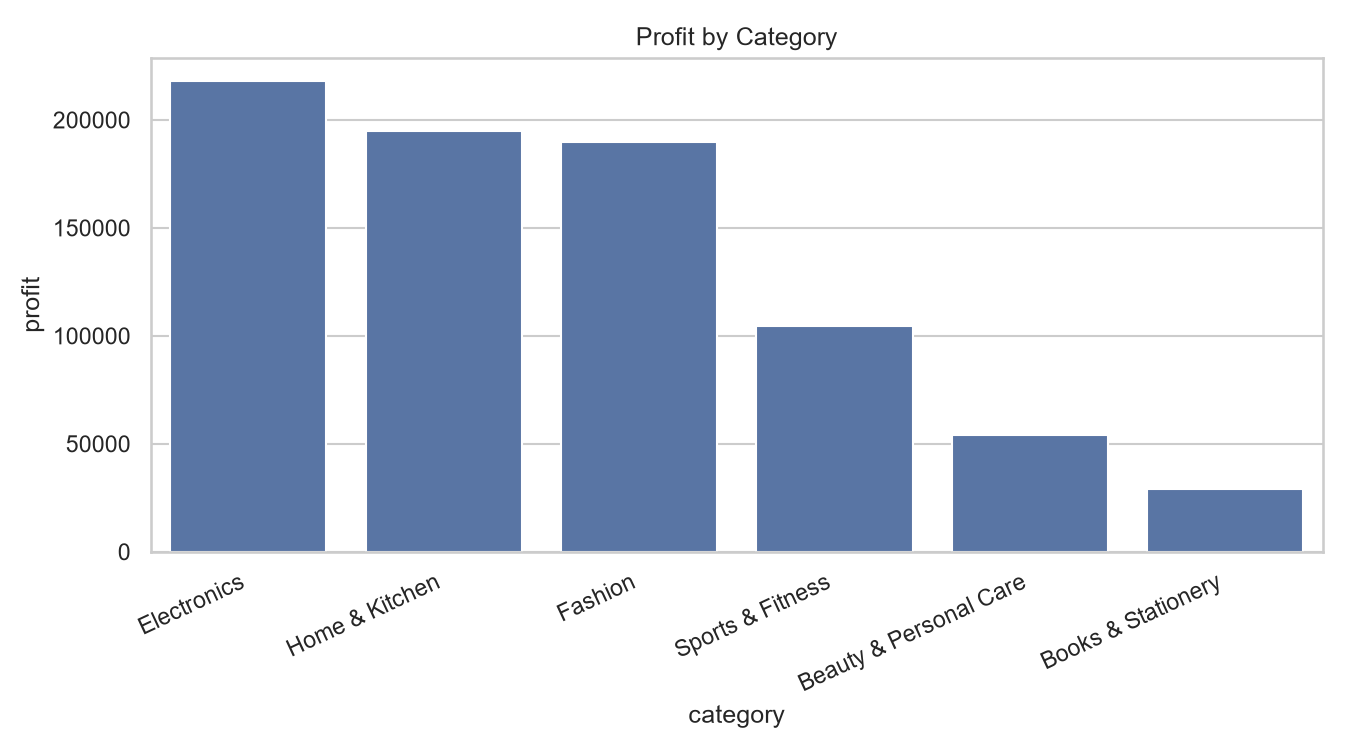 Profit by Category
profit
200000
150000
100000
50000
0
Electronics
Home & Kitchen
Fashion
Sports & Fitness
Beauty & Personal Care
Books & Stationery
category